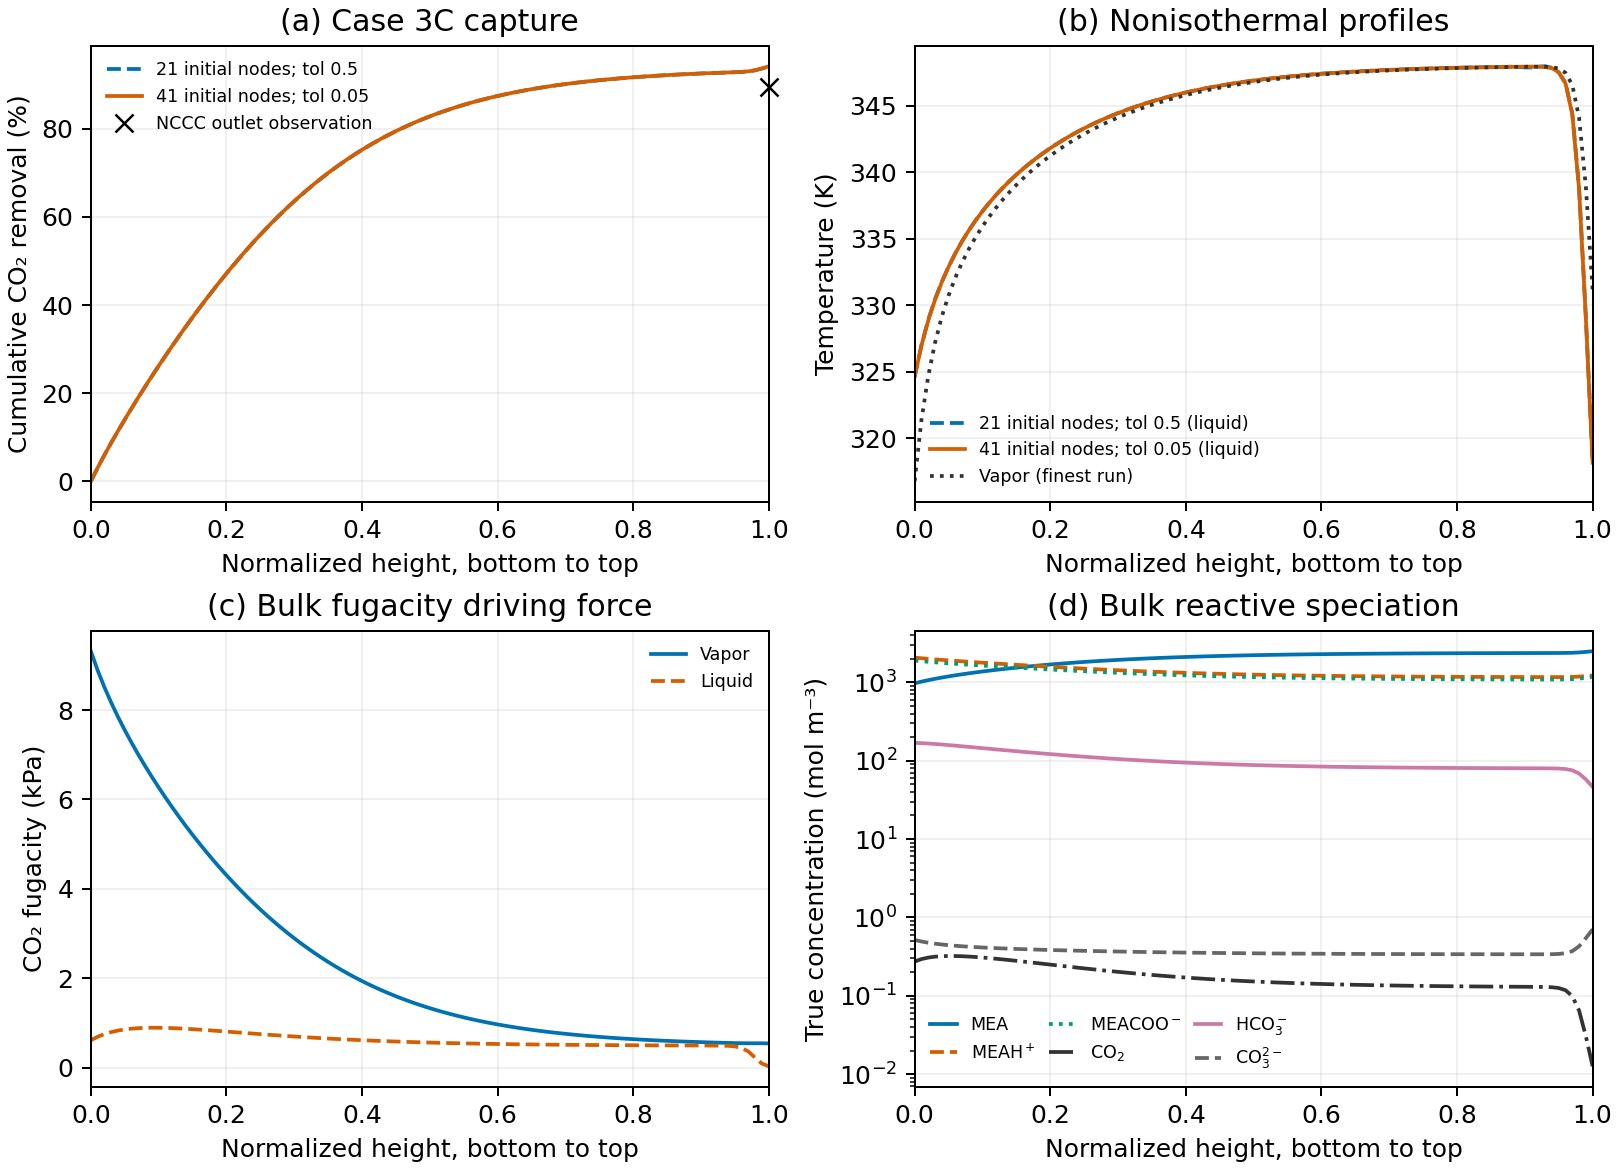 (a) Case 3C capture
21 initial nodes; tol 0.5
41 initial nodes; tol 0.05
NCCC outlet observation
Cumulative CO₂ removal (%)
80
60
40
20
0
0.0 0.2 0.4 0.6 0.8 1.0
Normalized height, bottom to top
(b) Nonisothermal profiles
Temperature (K)
345
340
335
330
325
320
21 initial nodes; tol 0.5 (liquid)
41 initial nodes; tol 0.05 (liquid)
Vapor (finest run)
0.0 0.2 0.4 0.6 0.8 1.0
Normalized height, bottom to top
(c) Bulk fugacity driving force
Vapor
Liquid
CO₂ fugacity (kPa)
8
6
4
2
0
0.0 0.2 0.4 0.6 0.8 1.0
Normalized height, bottom to top
(d) Bulk reactive speciation
True concentration (mol m⁻³)
10³
10²
10¹
10⁰
10⁻¹
10⁻²
MEA MEACOO⁻ HCO₃⁻
MEAH⁺ CO₂ CO₃²⁻
0.0 0.2 0.4 0.6 0.8 1.0
Normalized height, bottom to top